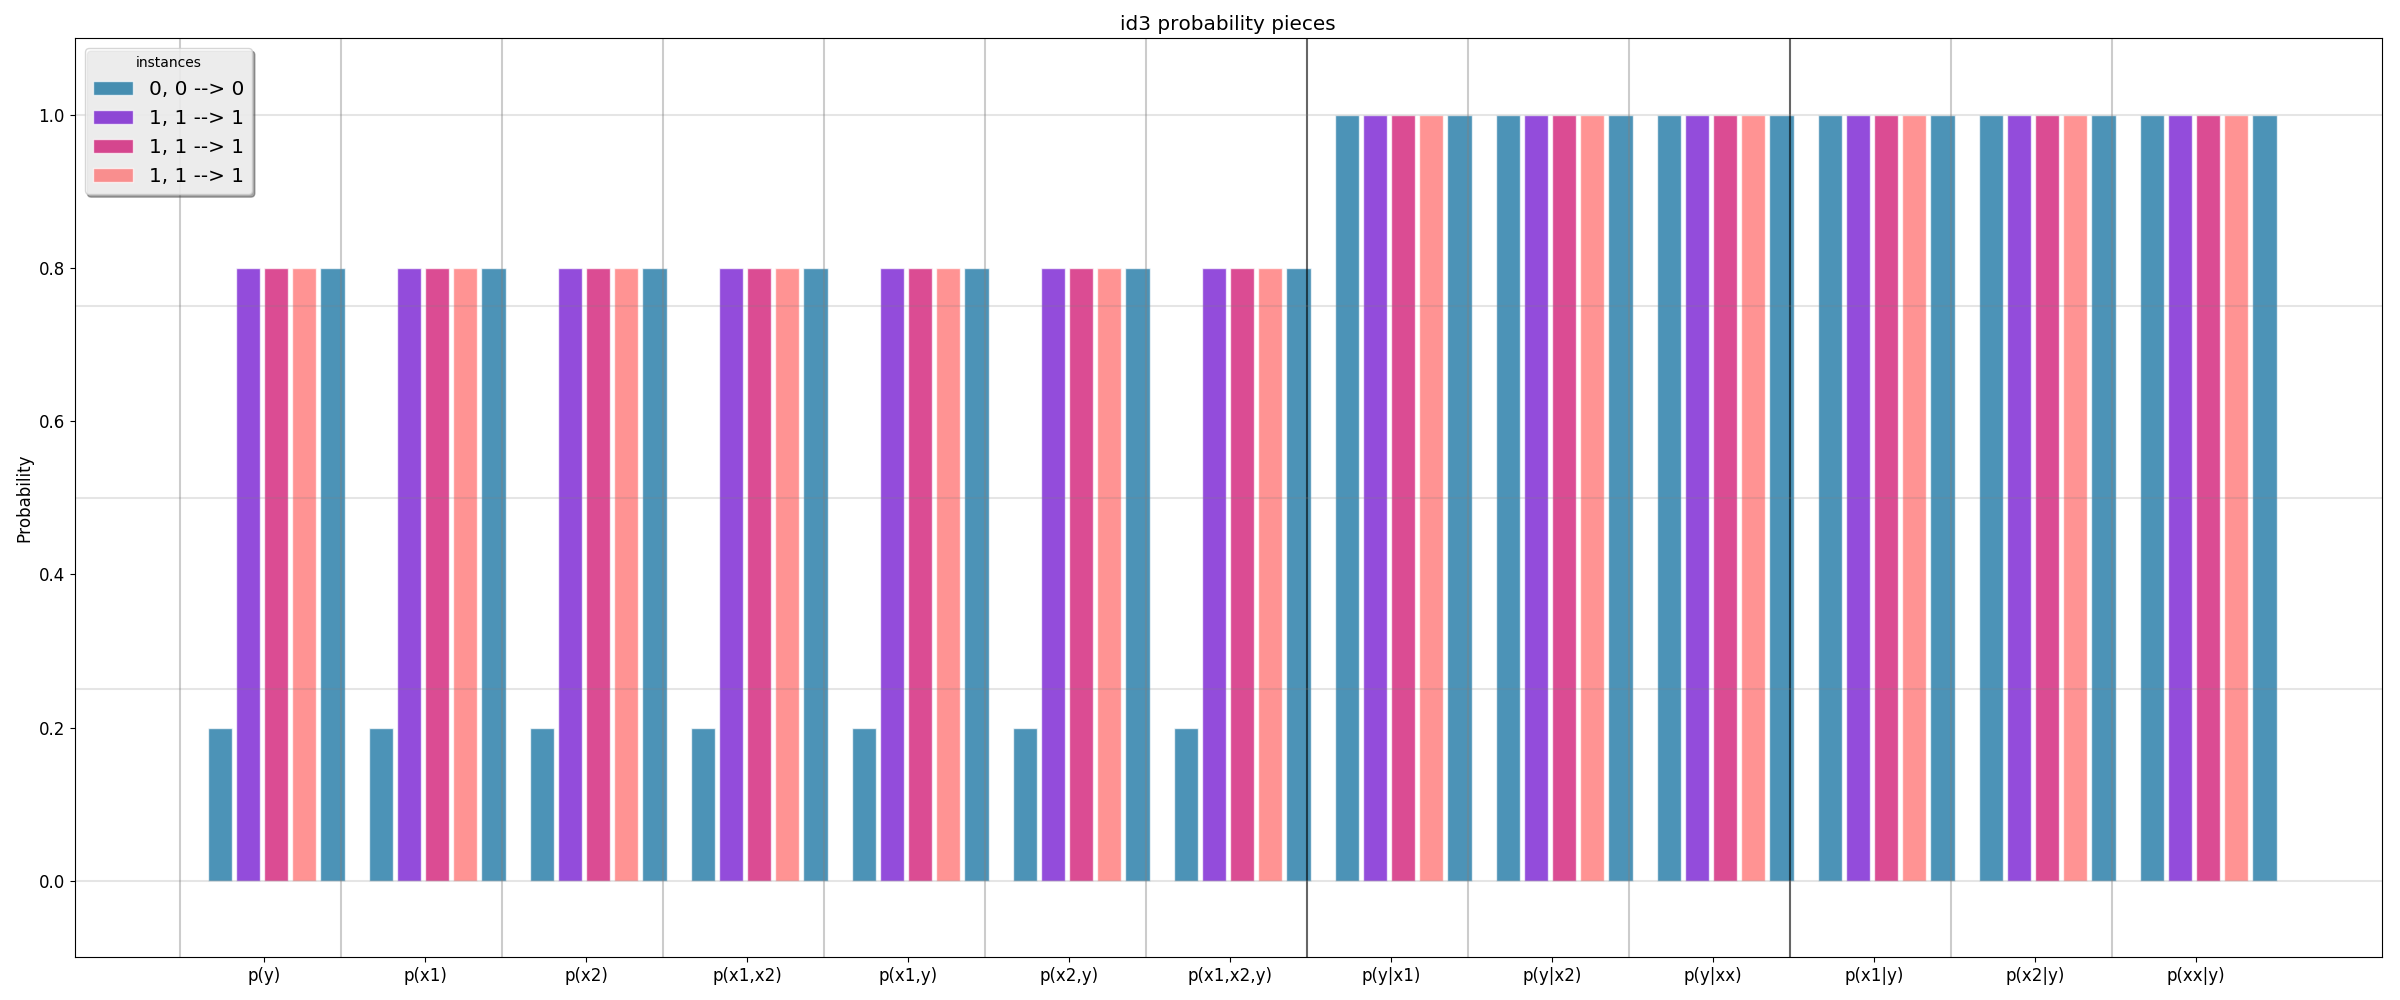 id3 probability pieces
instances
0, 0 --> 0
1, 1 --> 1
1, 1 --> 1
1, 1 --> 1
1.0
0.8
0.6
0.4
0.2
0.0
Probability
p(y) p(x1) p(x2) p(x1,x2) p(x1,y) p(x2,y) p(x1,x2,y) p(y|x1) p(y|x2) p(y|xx) p(x1|y) p(x2|y) p(xx|y)